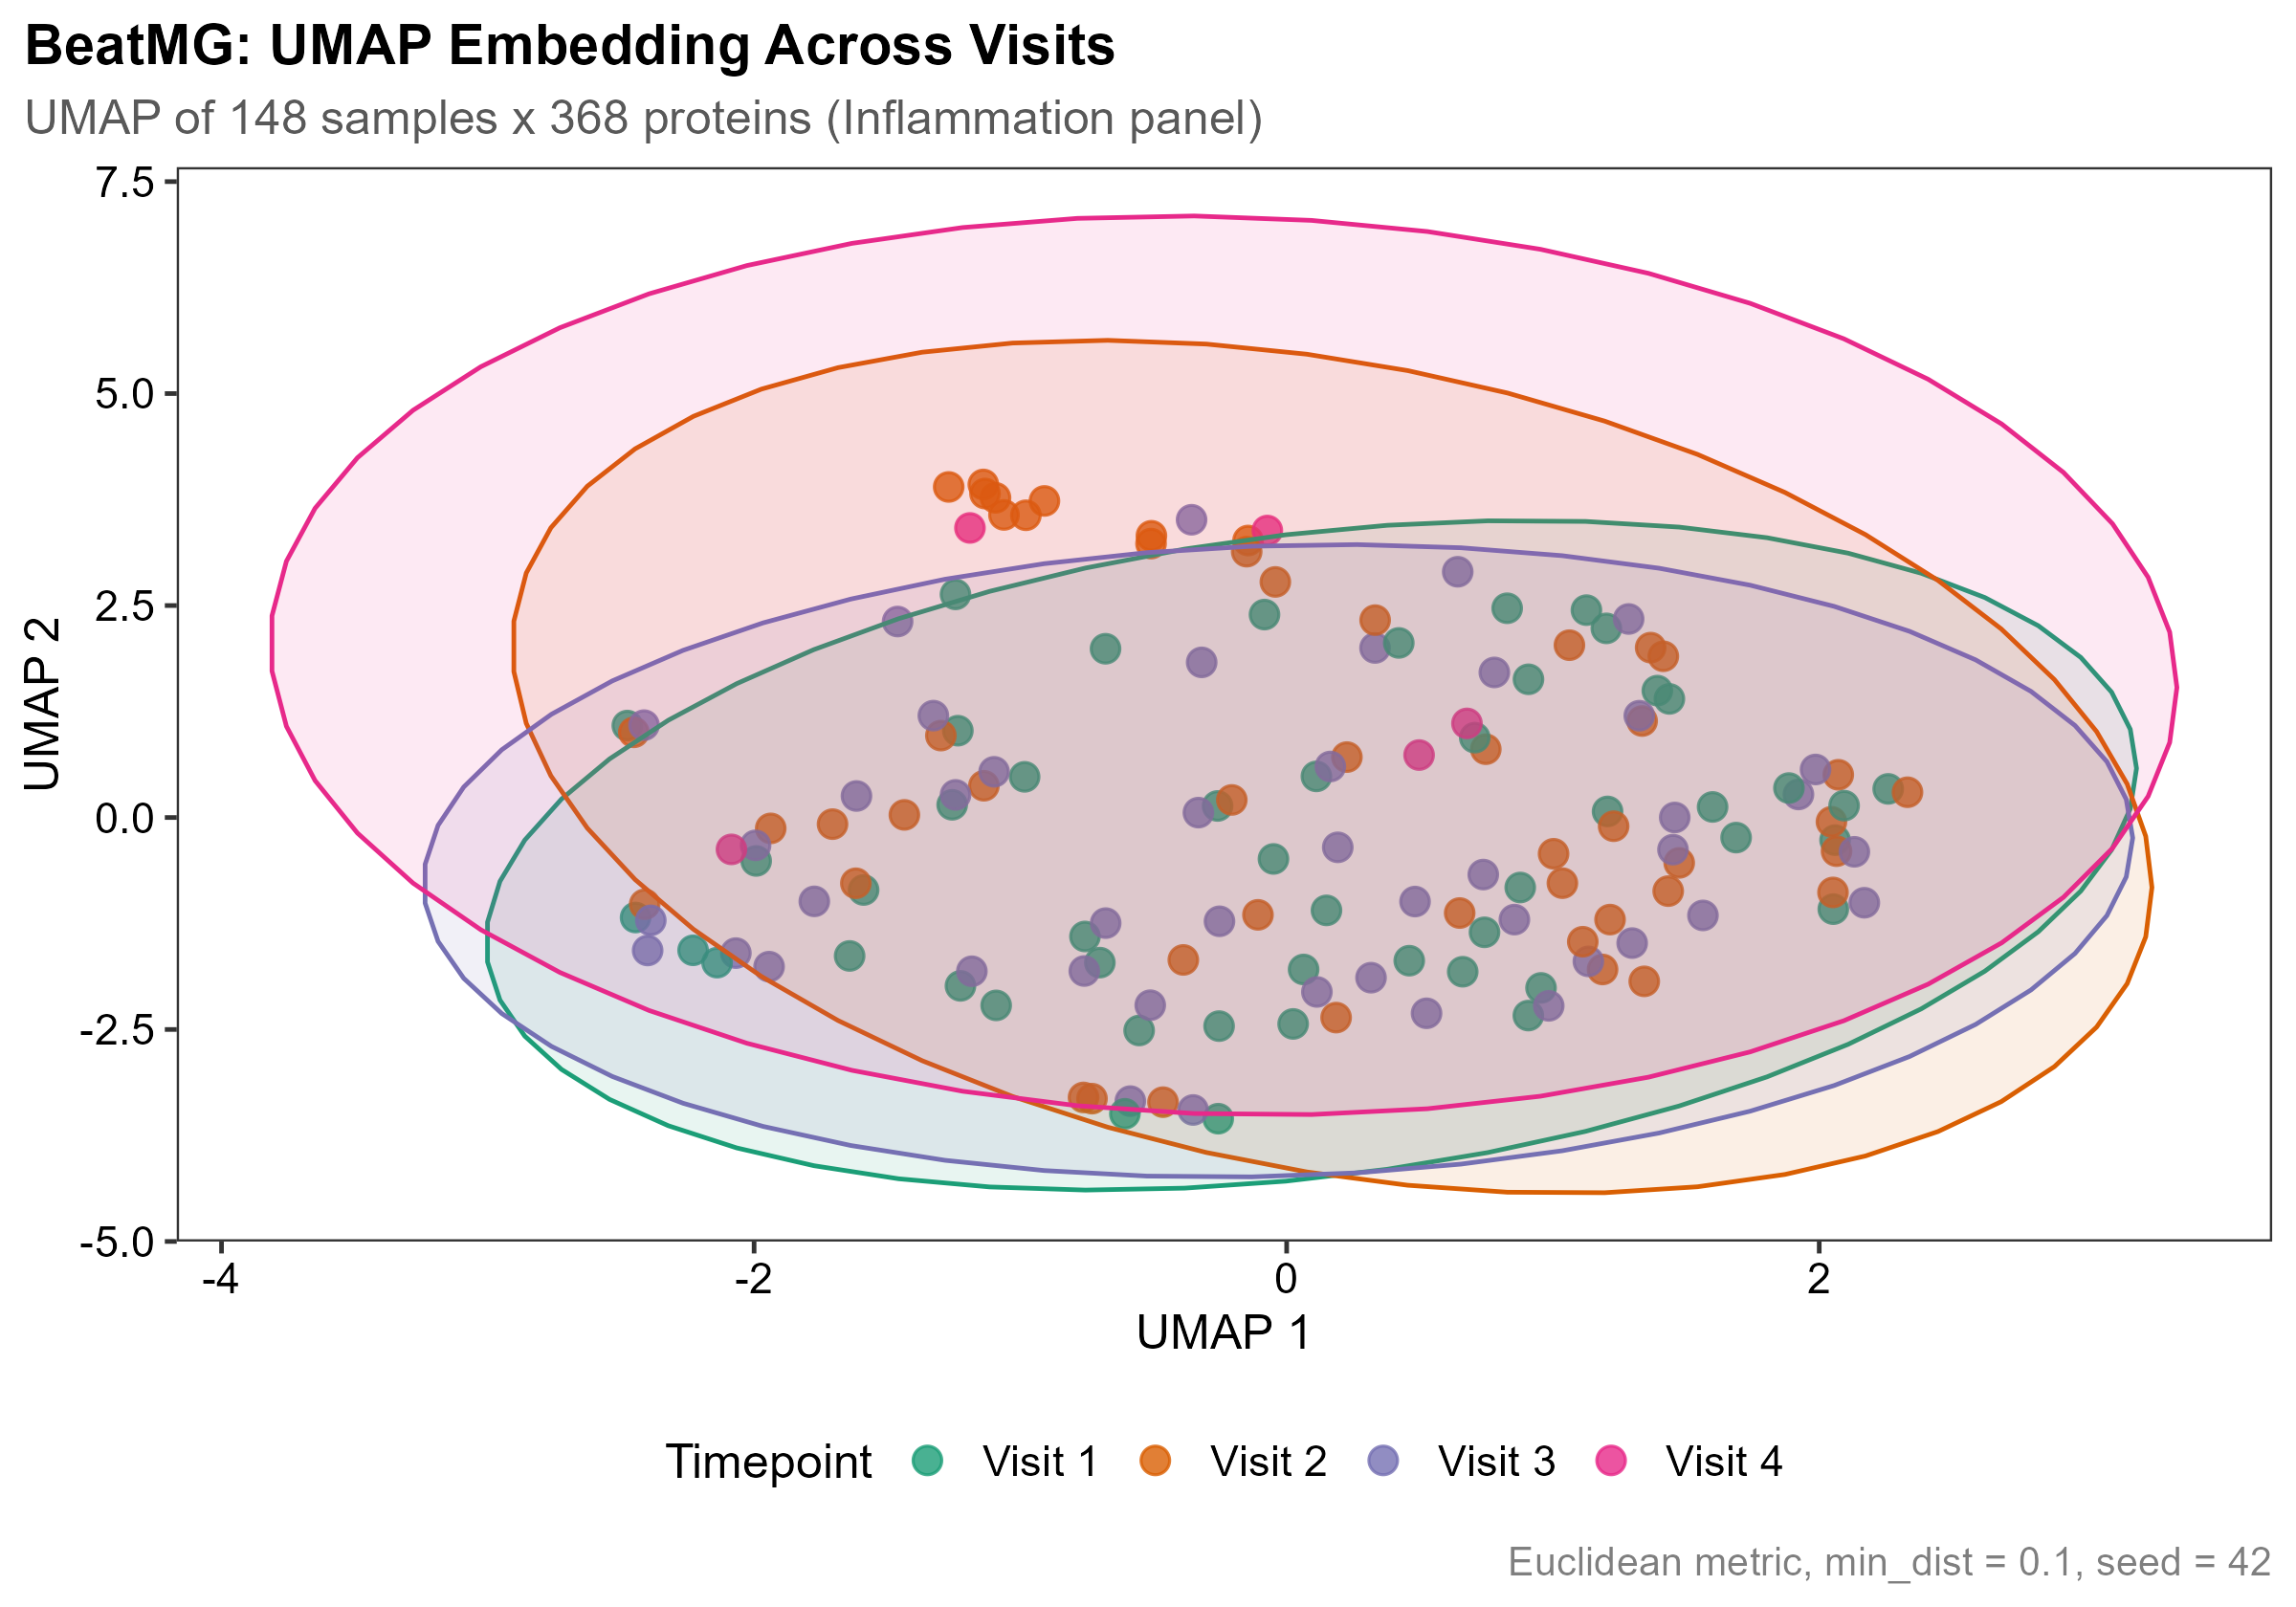 BeatMG: UMAP Embedding Across Visits
UMAP of 148 samples x 368 proteins (Inflammation panel)
7.5
5.0
2.5
0.0
-2.5
-5.0
UMAP 2
-4
-2
0
2
UMAP 1
Timepoint Visit 1 Visit 2 Visit 3 Visit 4
Euclidean metric, min_dist = 0.1, seed = 42